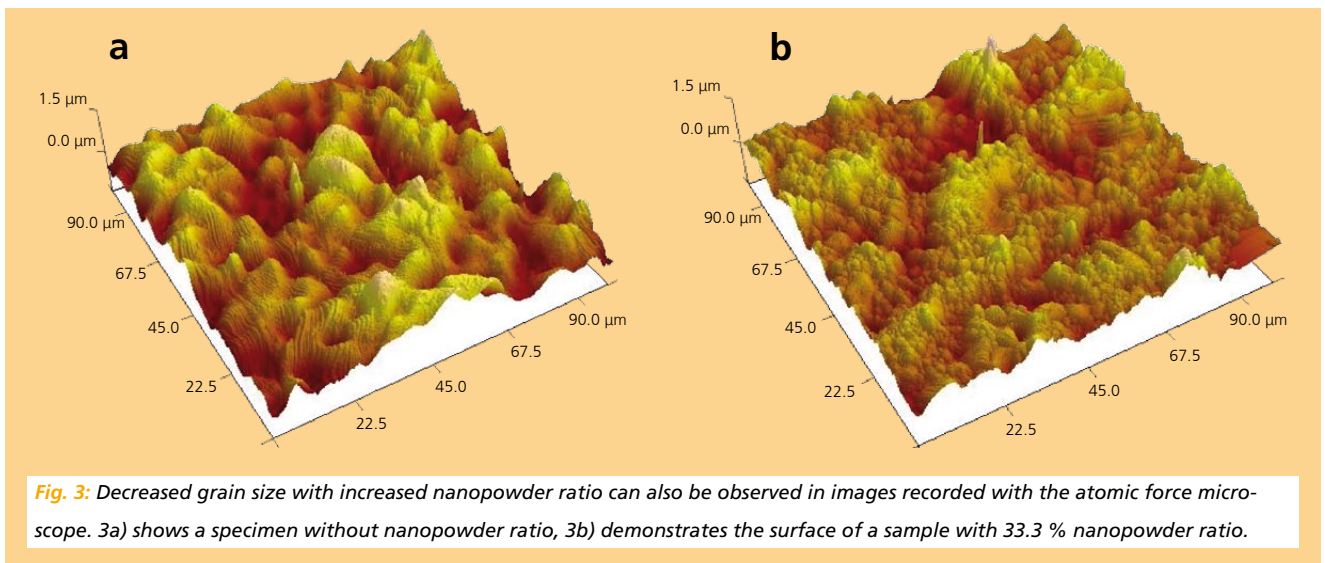 a
b
1.5 µm
0.0 µm
90.0 µm
67.5
45.0
22.5
22.5
45.0
67.5
90.0 µm
1.5 µm
0.0 µm
90.0 µm
67.5
45.0
22.5
22.5
45.0
67.5
90.0 µm
Fig. 3: Decreased grain size with increased nanopowder ratio can also be observed in images recorded with the atomic force micro-
scope. 3a) shows a specimen without nanopowder ratio, 3b) demonstrates the surface of a sample with 33.3 % nanopowder ratio.